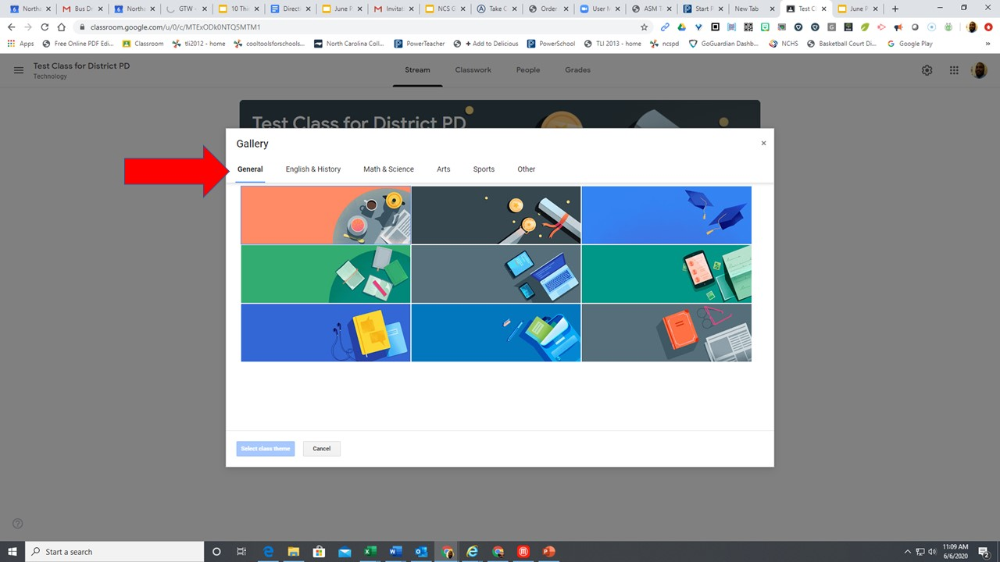 Northa
Bus Dr
Northa
GTW -
10 Thi
Directi
June P
Invitat
NCS G
Take C
Order
User M
ASM T
Start P
New Tab
Test Cl
June P
classroom.google.com/u/0/c/MTExODk0NTQ5MTM1
Apps
Free Online PDF Edi...
Classroom
tli2012 - home
cooltoolsforschools...
North Carolina Coll...
PowerTeacher
+ Add to Delicious
PowerSchool
TLI 2013 - home
ncspd
GoGuardian Dashb...
NCHS
Basketball Court Di...
Google Play
»
Test Class for District PD
Technology
Stream
Classwork
People
Grades
Test Class for District PD
Gallery
General
English & History
Math & Science
Arts
Sports
Other
Select class theme
Cancel
Start a search
11:09 AM
6/6/2020